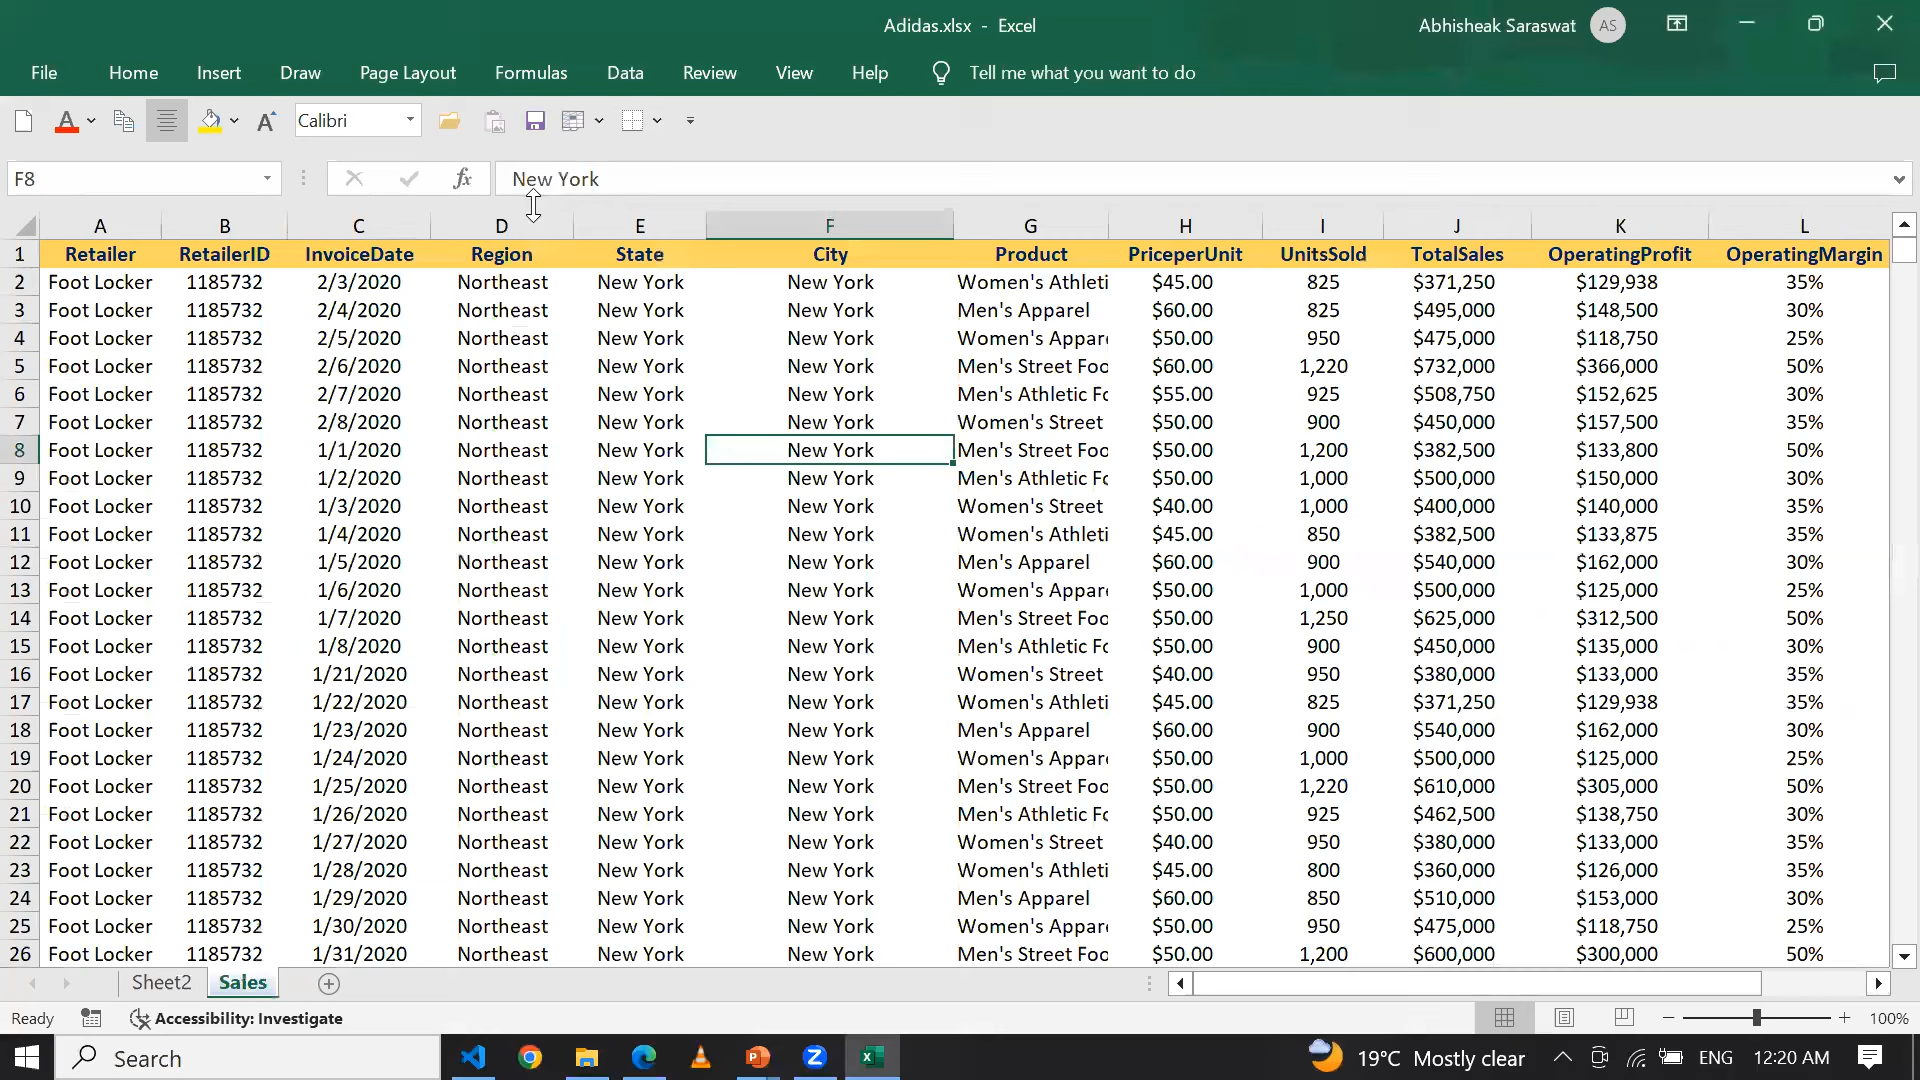 Adidas.xlsx - Excel
Abhisheak Saraswat AS
File Home Insert Draw Page Layout Formulas Data Review View Help Tell me what you want to do
Calibri
F8 fx New York
A B C D E F G H I J K L
1 Retailer RetailerID InvoiceDate Region State City Product PriceperUnit UnitsSold TotalSales OperatingProfit OperatingMargin
2 Foot Locker 1185732 2/3/2020 Northeast New York New York Women's Athleti $45.00 825 $371,250 $129,938 35%
3 Foot Locker 1185732 2/4/2020 Northeast New York New York Men's Apparel $60.00 825 $495,000 $148,500 30%
4 Foot Locker 1185732 2/5/2020 Northeast New York New York Women's Appar $50.00 950 $475,000 $118,750 25%
5 Foot Locker 1185732 2/6/2020 Northeast New York New York Men's Street Foo $60.00 1,220 $732,000 $366,000 50%
6 Foot Locker 1185732 2/7/2020 Northeast New York New York Men's Athletic Fo $55.00 925 $508,750 $152,625 30%
7 Foot Locker 1185732 2/8/2020 Northeast New York New York Women's Street $50.00 900 $450,000 $157,500 35%
8 Foot Locker 1185732 1/1/2020 Northeast New York New York Men's Street Foo $50.00 1,200 $382,500 $133,800 50%
9 Foot Locker 1185732 1/2/2020 Northeast New York New York Men's Athletic Fo $50.00 1,000 $500,000 $150,000 30%
10 Foot Locker 1185732 1/3/2020 Northeast New York New York Women's Street $40.00 1,000 $400,000 $140,000 35%
11 Foot Locker 1185732 1/4/2020 Northeast New York New York Women's Athleti $45.00 850 $382,500 $133,875 35%
12 Foot Locker 1185732 1/5/2020 Northeast New York New York Men's Apparel $60.00 900 $540,000 $162,000 30%
13 Foot Locker 1185732 1/6/2020 Northeast New York New York Women's Appar $50.00 1,000 $500,000 $125,000 25%
14 Foot Locker 1185732 1/7/2020 Northeast New York New York Men's Street Foo $50.00 1,250 $625,000 $312,500 50%
15 Foot Locker 1185732 1/8/2020 Northeast New York New York Men's Athletic Fo $50.00 900 $450,000 $135,000 30%
16 Foot Locker 1185732 1/21/2020 Northeast New York New York Women's Street $40.00 950 $380,000 $133,000 35%
17 Foot Locker 1185732 1/22/2020 Northeast New York New York Women's Athleti $45.00 825 $371,250 $129,938 35%
18 Foot Locker 1185732 1/23/2020 Northeast New York New York Men's Apparel $60.00 900 $540,000 $162,000 30%
19 Foot Locker 1185732 1/24/2020 Northeast New York New York Women's Appar $50.00 1,000 $500,000 $125,000 25%
20 Foot Locker 1185732 1/25/2020 Northeast New York New York Men's Street Foo $50.00 1,220 $610,000 $305,000 50%
21 Foot Locker 1185732 1/26/2020 Northeast New York New York Men's Athletic Fo $50.00 925 $462,500 $138,750 30%
22 Foot Locker 1185732 1/27/2020 Northeast New York New York Women's Street $40.00 950 $380,000 $133,000 35%
23 Foot Locker 1185732 1/28/2020 Northeast New York New York Women's Athleti $45.00 800 $360,000 $126,000 35%
24 Foot Locker 1185732 1/29/2020 Northeast New York New York Men's Apparel $60.00 850 $510,000 $153,000 30%
25 Foot Locker 1185732 1/30/2020 Northeast New York New York Women's Appar $50.00 950 $475,000 $118,750 25%
26 Foot Locker 1185732 1/31/2020 Northeast New York New York Men's Street Foo $50.00 1,200 $600,000 $300,000 50%
Sheet2 Sales
Ready Accessibility: Investigate 100%
Search 19°C Mostly clear ENG 12:20 AM